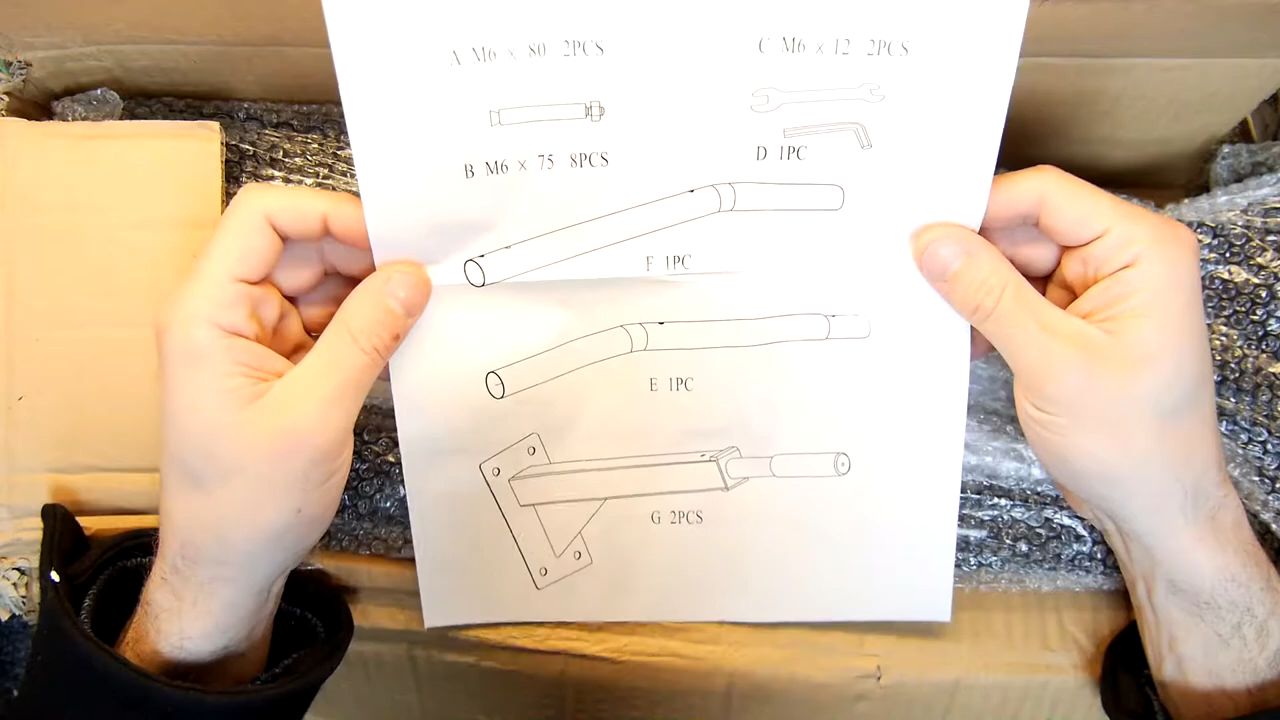 A M6 × 80 2PCS
C M6 × 12 2PCS
B M6 × 75 8PCS
D 1PC
F 1PC
E 1PC
G 2PCS